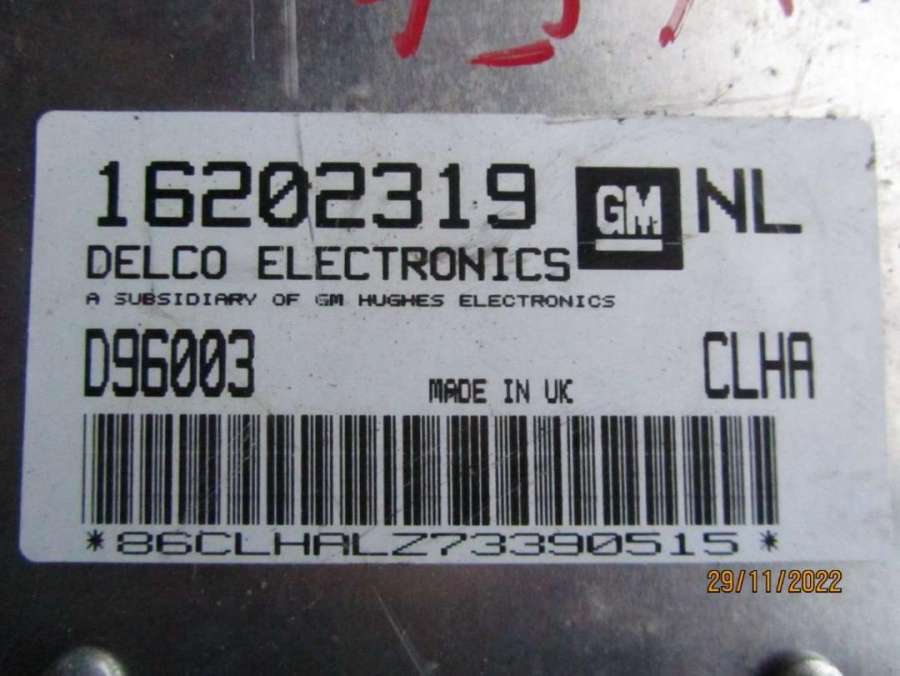 16202319 GM NL
DELCO ELECTRONICS
A SUBSIDIARY OF GM HUGHES ELECTRONICS
D96003 MADE IN UK CLHA
*86CLHALZ73390515*
29/11/2022